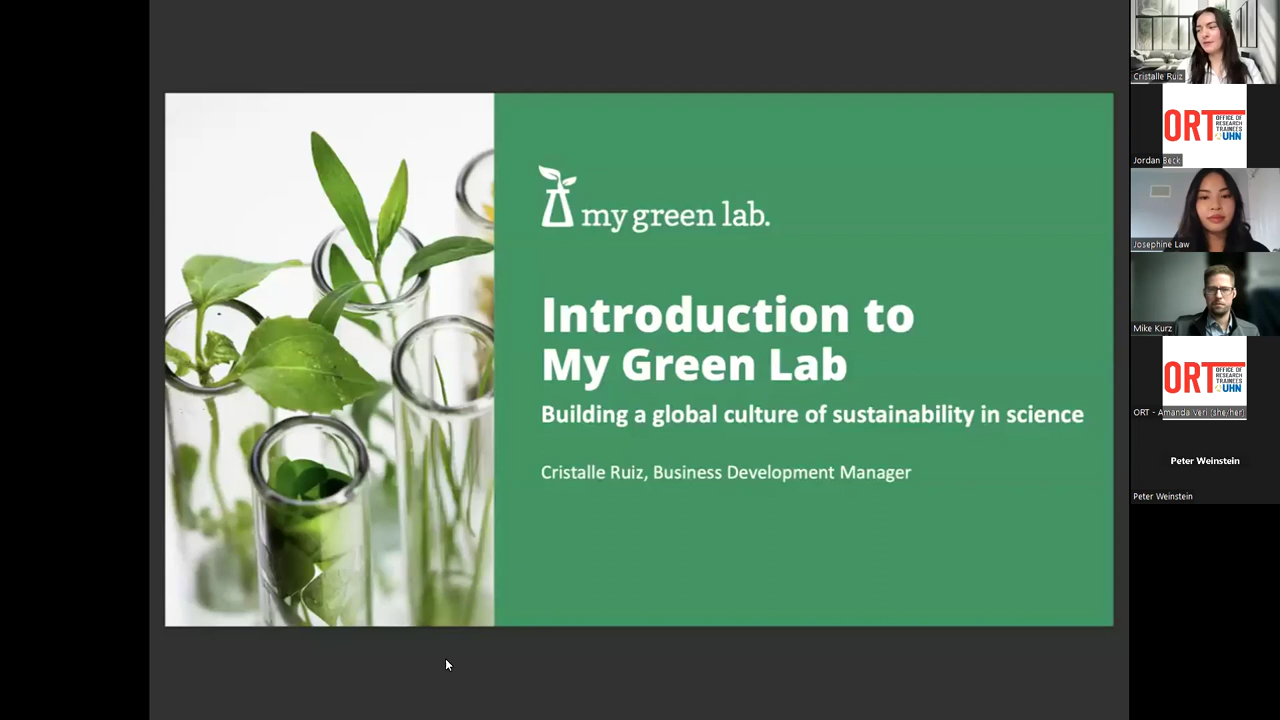 my green lab.
Introduction to
My Green Lab
Building a global culture of sustainability in science
Cristalle Ruiz, Business Development Manager
Cristalle Ruiz
ORT OFFICE OF
RESEARCH
TRAINEES
UHN
Jordan Beck
Josephine Law
Mike Kurz
ORT OFFICE OF
RESEARCH
TRAINEES
UHN
ORT - Amanda Veri (she/her)
Peter Weinstein
Peter Weinstein